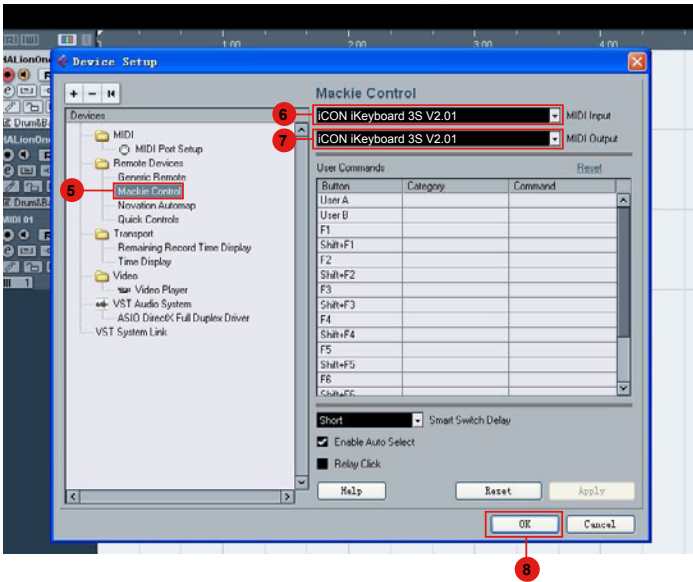 1.00 2.00 3.00 4.00
HALionOne
Device Setup
Devices
MIDI
MIDI Port Setup
Remote Devices
Generic Remote
5
Mackie Control
Novation Automap
Quick Controls
Transport
Remaining Record Time Display
Time Display
Video
Video Player
VST Audio System
ASIO DirectX Full Duplex Driver
VST System Link
Mackie Control
6 iCON iKeyboard 3S V2.01 MIDI Input
7 iCON iKeyboard 3S V2.01 MIDI Output
User Commands Reset
Button Category Command
User A
User B
F1
Shift+F1
F2
Shift+F2
F3
Shift+F3
F4
Shift+F4
F5
Shift+F5
F6
Shift+F6
Short Smart Switch Delay
Enable Auto Select
Relay Click
Help Reset Apply
OK Cancel
8
MIDI 01
1